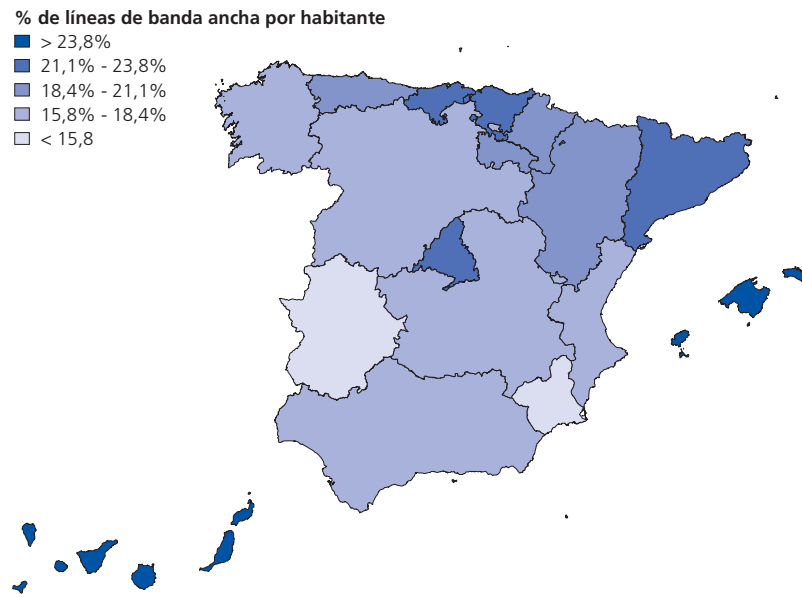 % de líneas de banda ancha por habitante
> 23,8%
21,1% - 23,8%
18,4% - 21,1%
15,8% - 18,4%
< 15,8